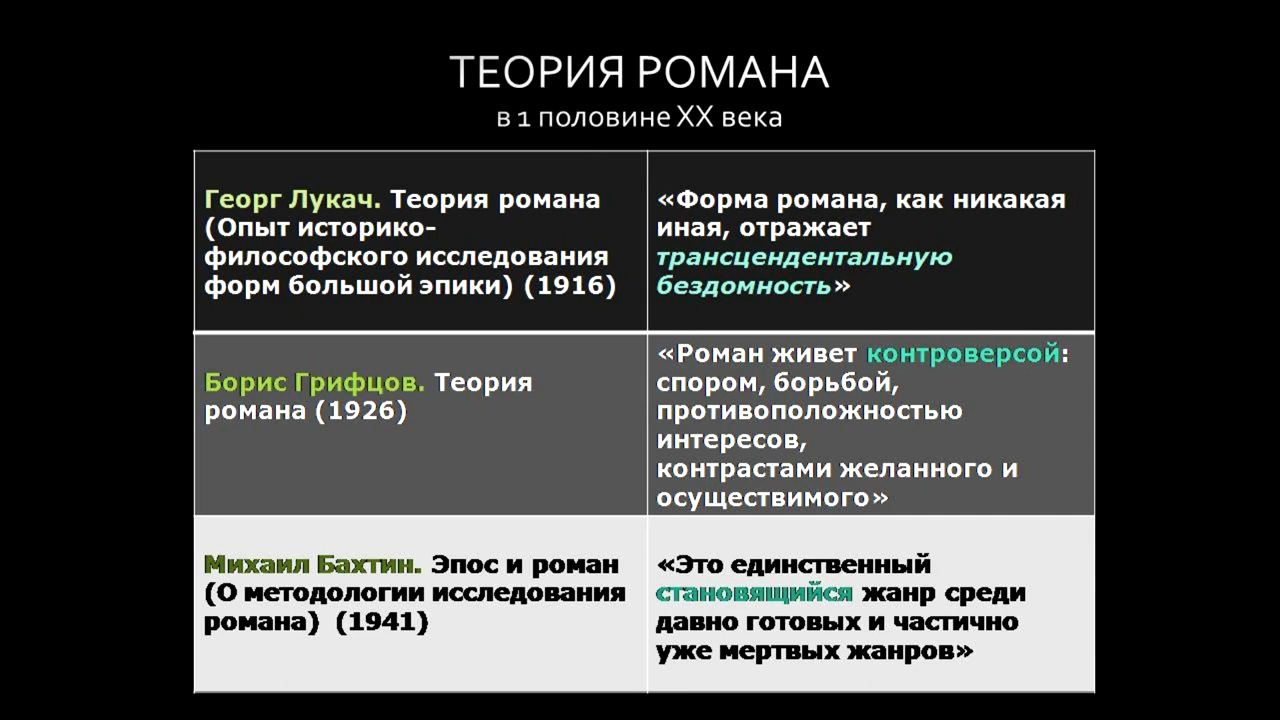 ТЕОРИЯ РОМАНА
в 1 половине XX века
Георг Лукач. Теория романа
(Опыт историко-
философского исследования
форм большой эпики) (1916)
«Форма романа, как никакая
иная, отражает
трансцендентальную
бездомность»
Борис Грифцов. Теория
романа (1926)
«Роман живет контроверсой:
спором, борьбой,
противоположностью
интересов,
контрастами желанного и
осуществимого»
Михаил Бахтин. Эпос и роман
(О методологии исследования
романа) (1941)
«Это единственный
становящийся жанр среди
давно готовых и частично
уже мертвых жанров»